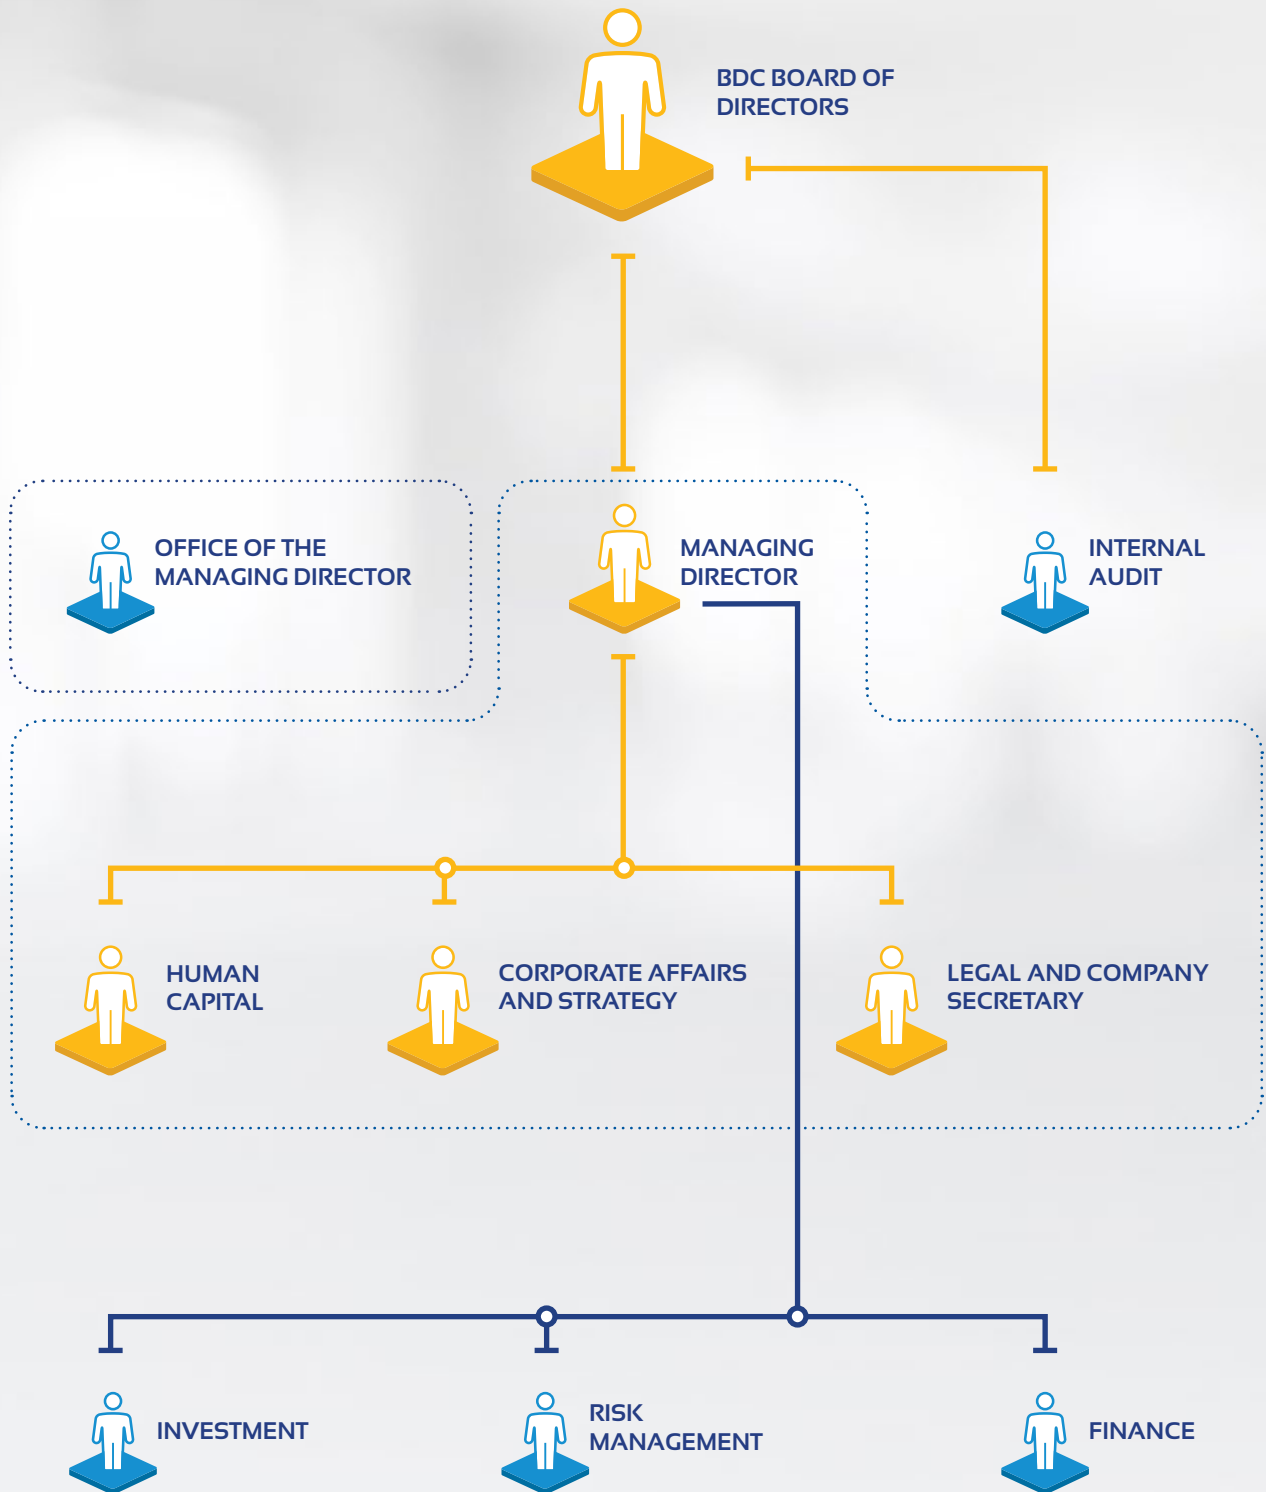 BDC BOARD OF
DIRECTORS
OFFICE OF THE
MANAGING DIRECTOR
MANAGING
DIRECTOR
INTERNAL
AUDIT
HUMAN
CAPITAL
CORPORATE AFFAIRS
AND STRATEGY
LEGAL AND COMPANY
SECRETARY
INVESTMENT
RISK
MANAGEMENT
FINANCE